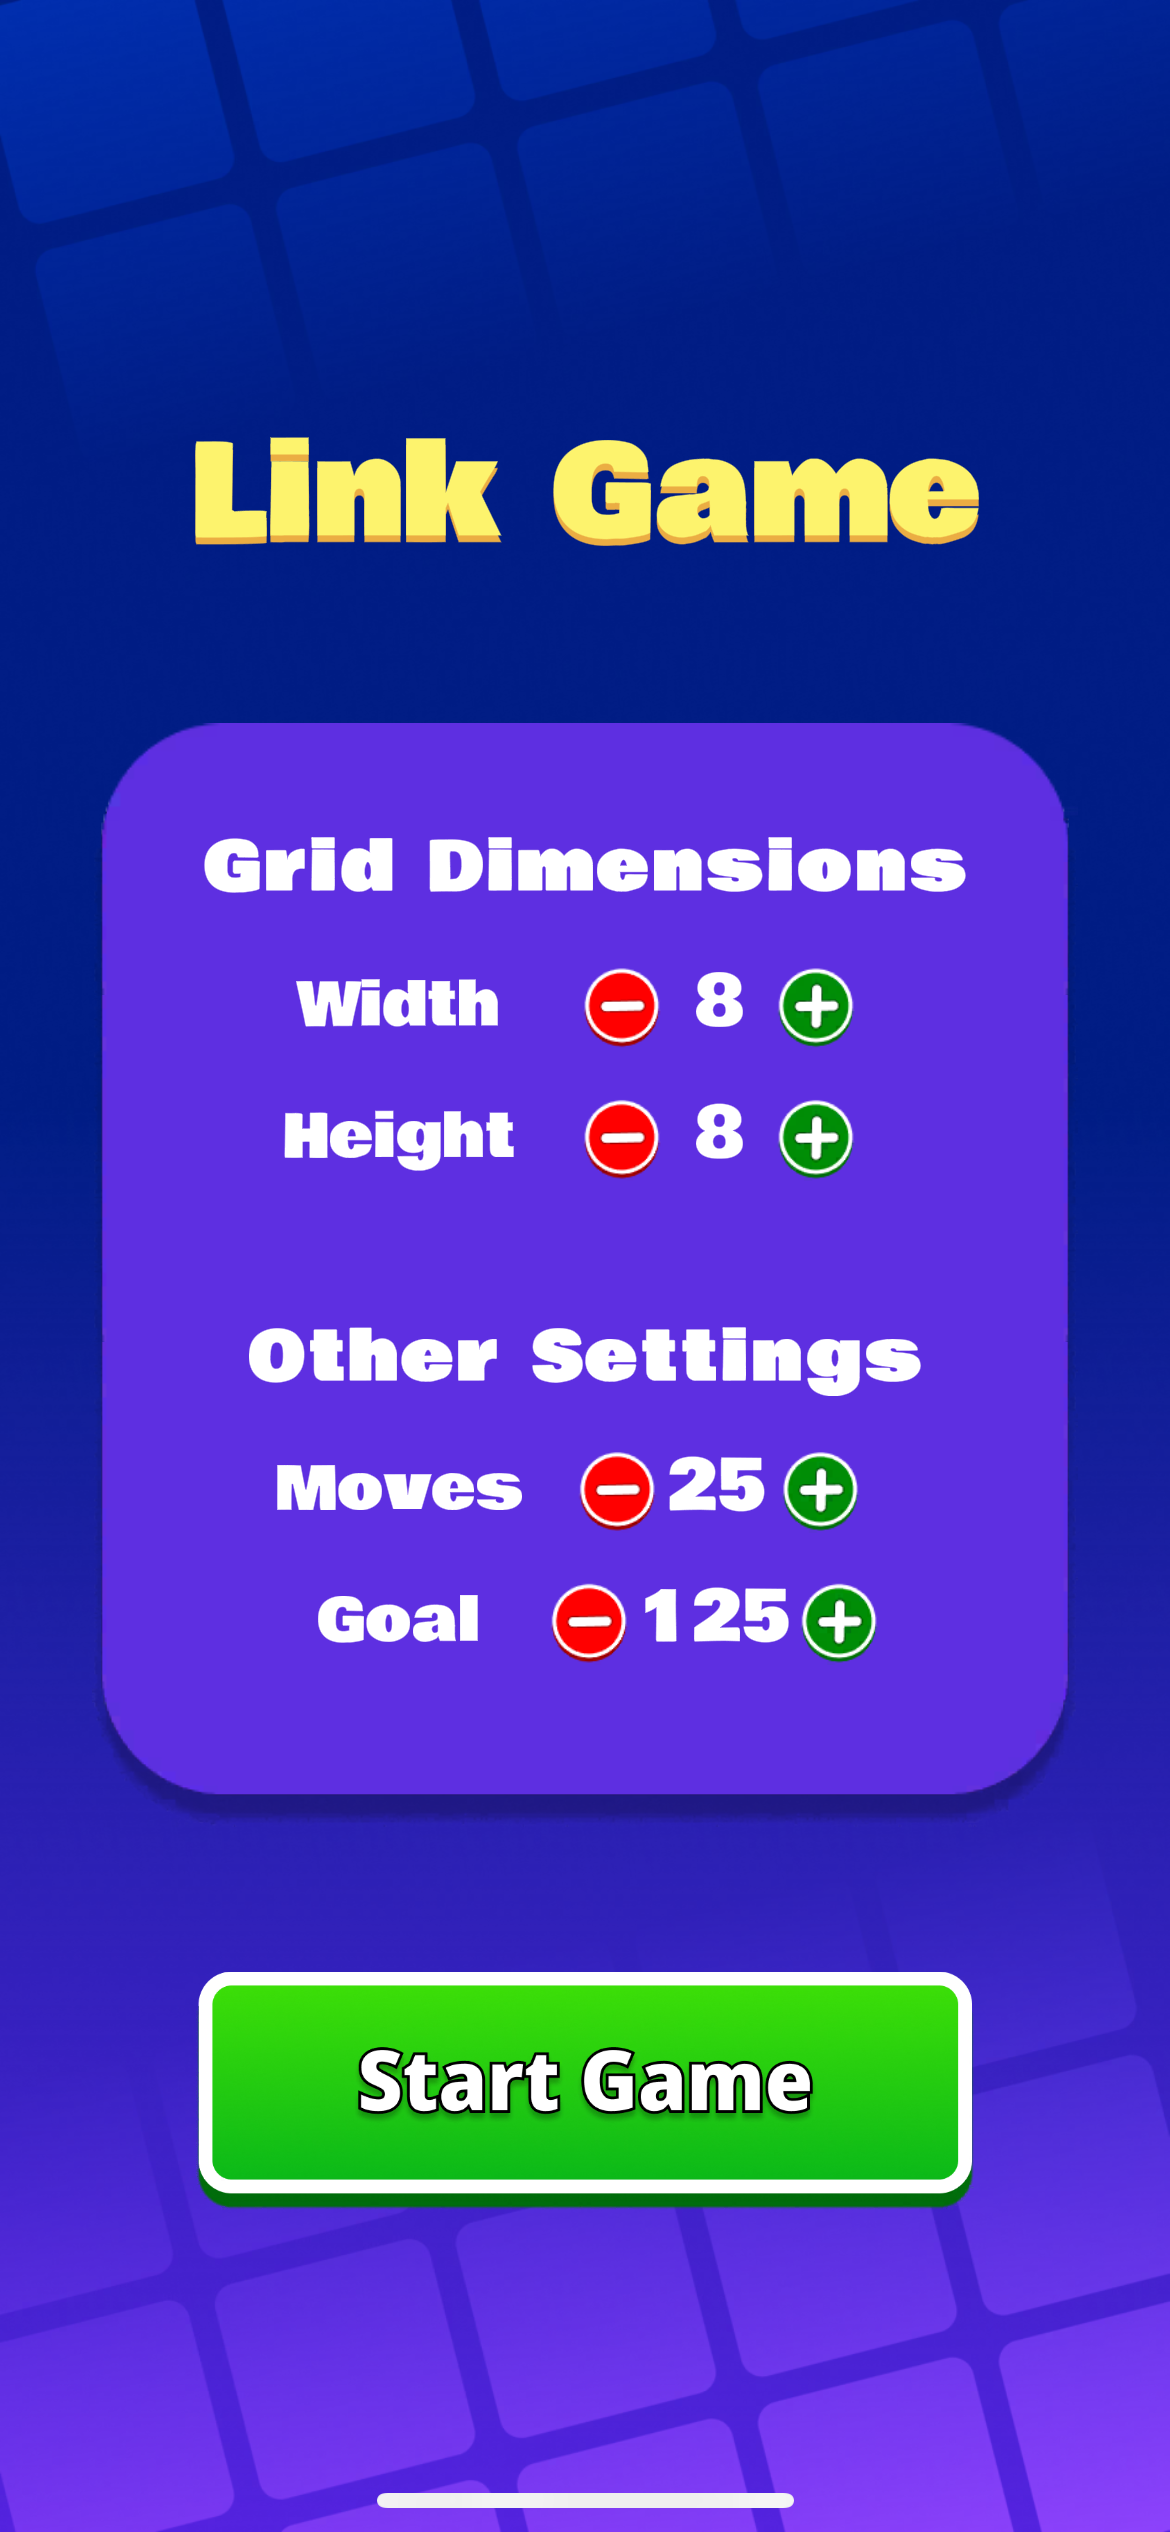 Link Game
Grid Dimensions
Width 8
Height 8
Other Settings
Moves 25
Goal 125
Start Game